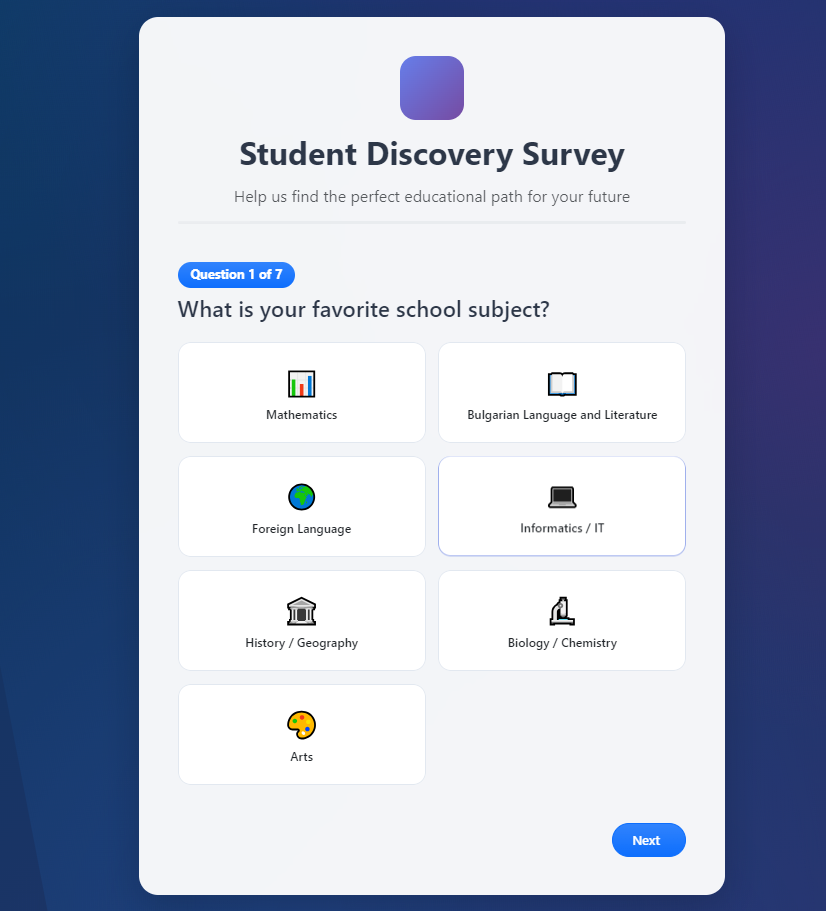 Student Discovery Survey
Help us find the perfect educational path for your future
Question 1 of 7
What is your favorite school subject?
Mathematics
Bulgarian Language and Literature
Foreign Language
Informatics / IT
History / Geography
Biology / Chemistry
Arts
Next